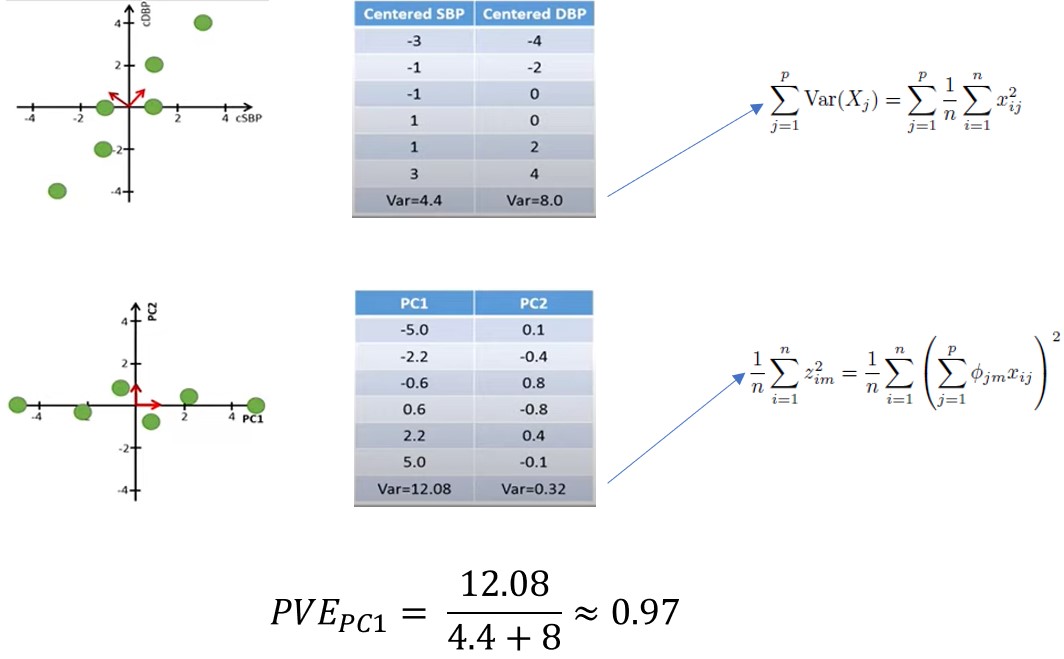 cDBP
4
2
-4
-2
2
4
cSBP
-2
-4
Centered SBP Centered DBP
-3 -4
-1 -2
-1 0
1 0
1 2
3 4
Var=4.4 Var=8.0
\sum_{j=1}^{p} Var(X_j) = \sum_{j=1}^{p} \frac{1}{n} \sum_{i=1}^{n} x_{ij}^2
PC2
4
2
-4
-2
2
4
PC1
-2
-4
PC1 PC2
-5.0 0.1
-2.2 -0.4
-0.6 0.8
0.6 -0.8
2.2 0.4
5.0 -0.1
Var=12.08 Var=0.32
\frac{1}{n} \sum_{i=1}^{n} z_{im}^2 = \frac{1}{n} \sum_{i=1}^{n} \left( \sum_{j=1}^{p} \phi_{jm} x_{ij} \right)^2
PVE_{PC1} = \frac{12.08}{4.4 + 8} ≈ 0.97